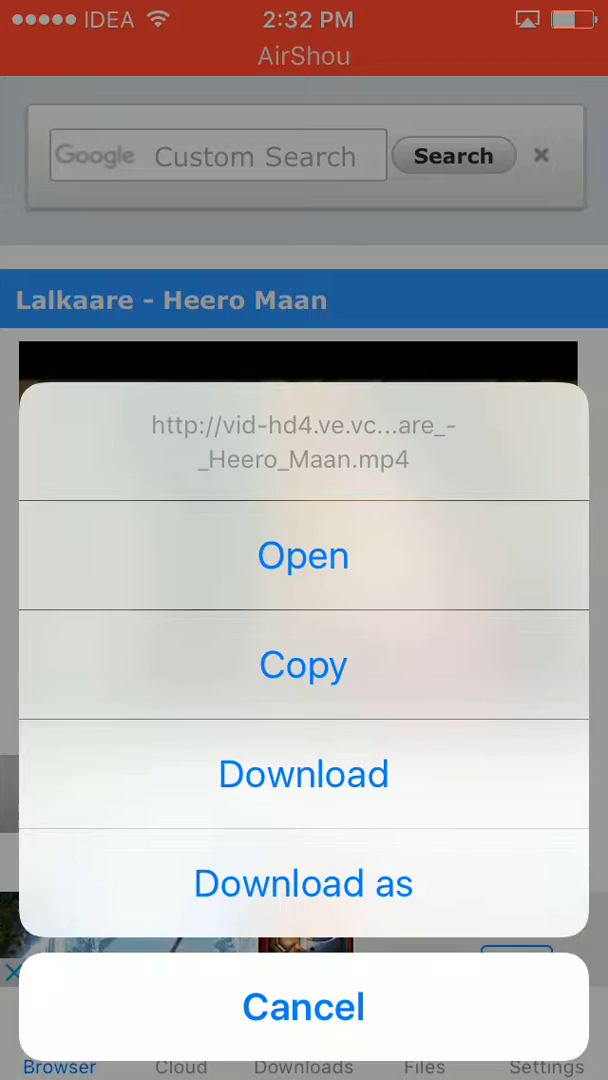 IDEA 2:32 PM
AirShou
Google Custom Search Search ×
Lalkaare - Heero Maan
http://vid-hd4.ve.vc...are_-
_Heero_Maan.mp4
Open
Copy
Download
Download as
Cancel
Browser Cloud Downloads Files Settings